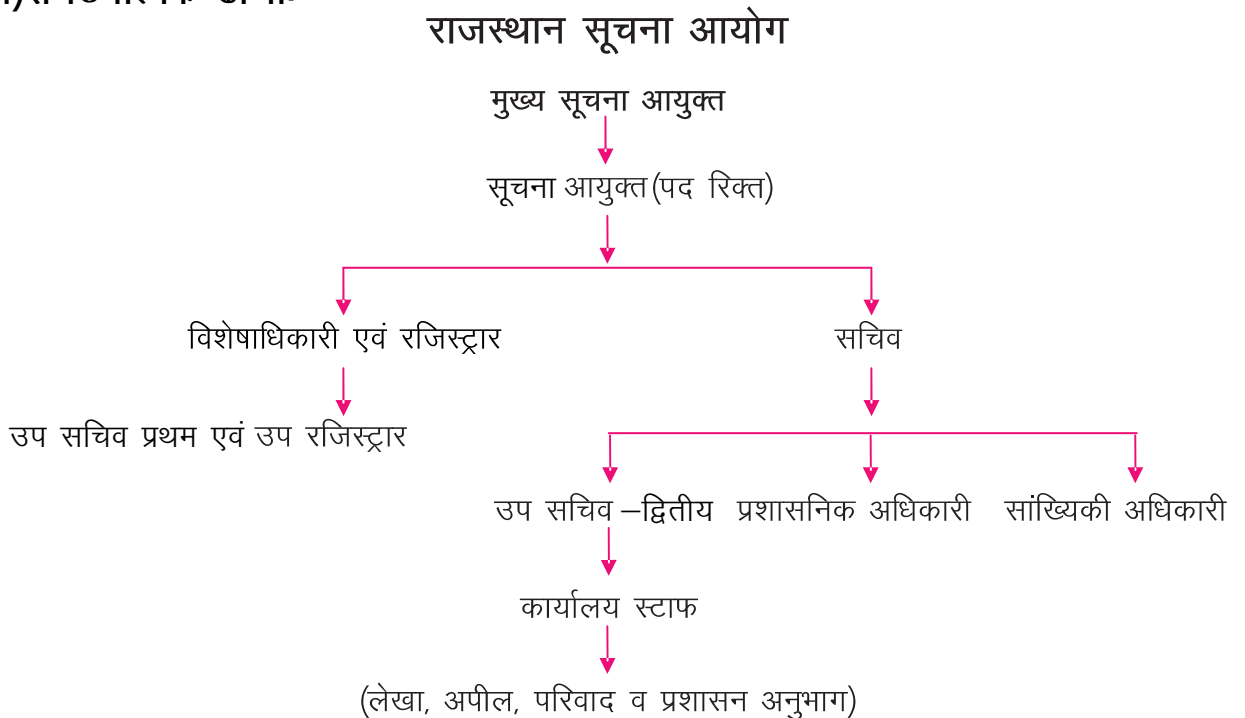 राजस्थान सूचना आयोग
मुख्य सूचना आयुक्त
सूचना आयुक्त (पद रिक्त)
विशेषाधिकारी एवं रजिस्ट्रार सचिव
उप सचिव प्रथम एवं उप रजिस्ट्रार
उप सचिव –द्वितीय प्रशासनिक अधिकारी सांख्यिकी अधिकारी
कार्यालय स्टाफ
(लेखा, अपील, परिवाद व प्रशासन अनुभाग)